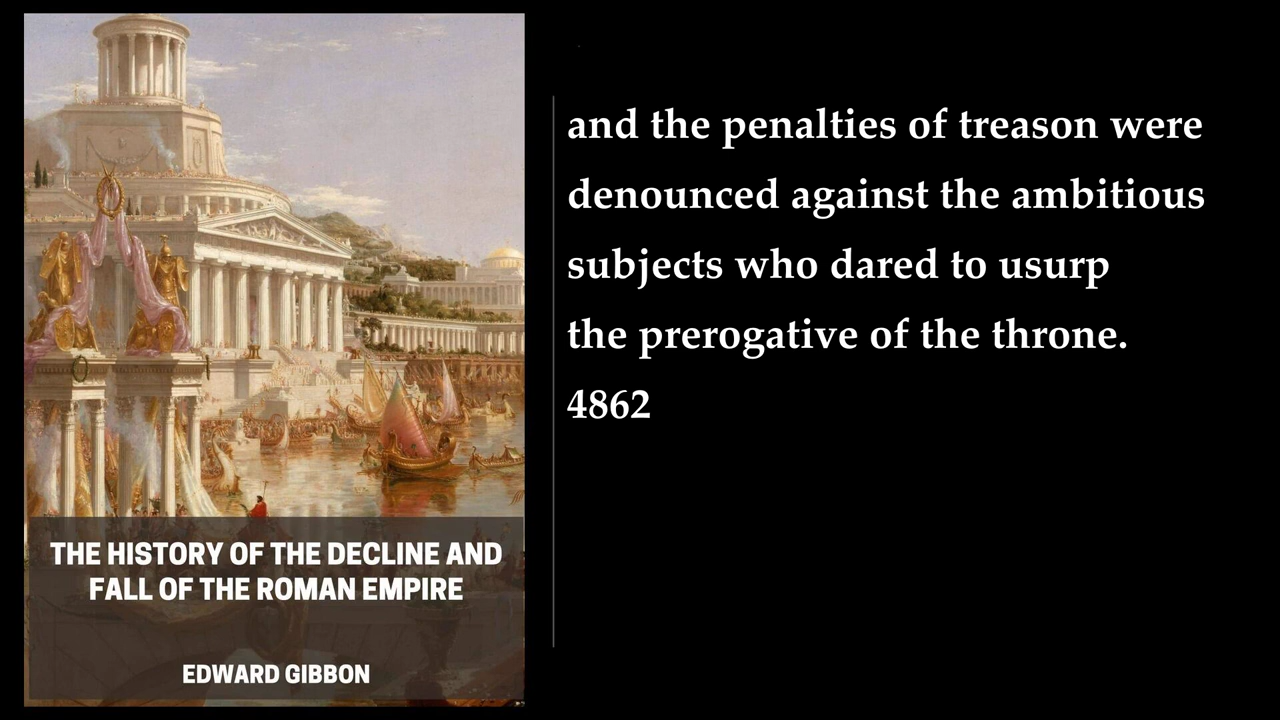 THE HISTORY OF THE DECLINE AND
FALL OF THE ROMAN EMPIRE
EDWARD GIBBON
and the penalties of treason were
denounced against the ambitious
subjects who dared to usurp
the prerogative of the throne.
4862